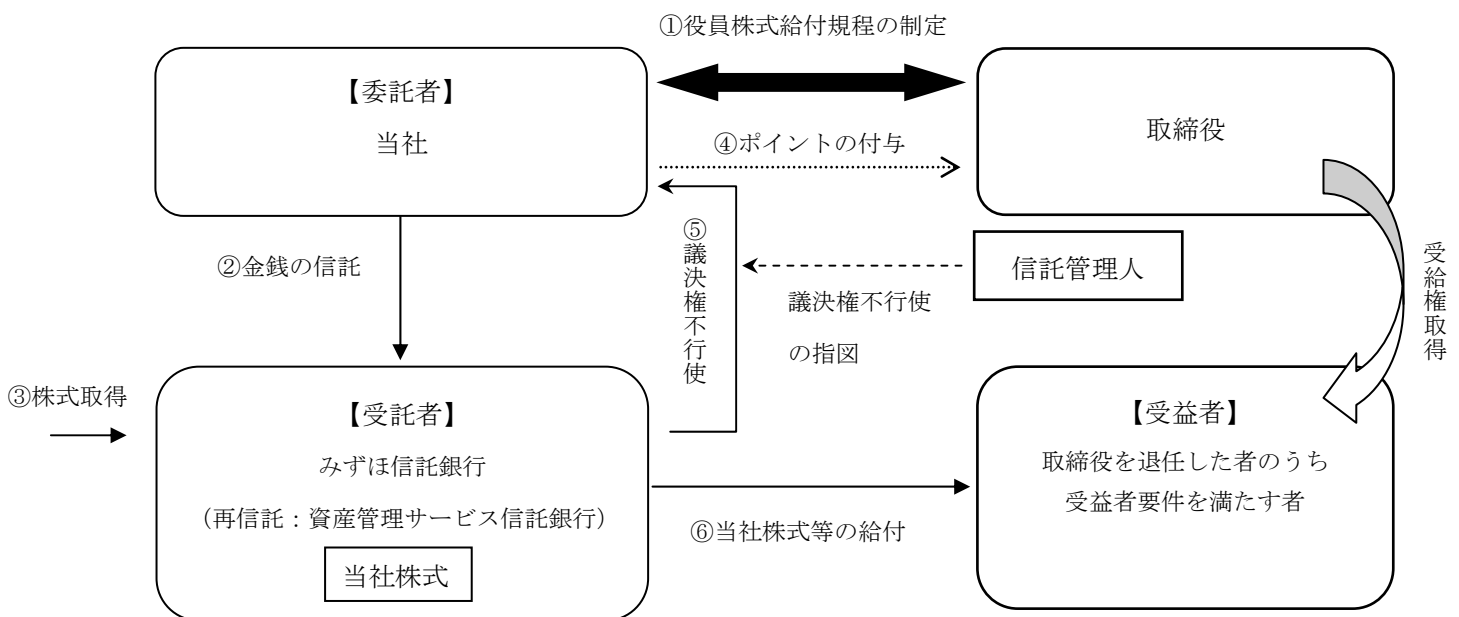 ①役員株式給付規程の制定
【委託者】
当社
取締役
④ポイントの付与
②金銭の信託
⑤議決権不行使
信託管理人
議決権不行使
の指図
受給権取得
③株式取得
【受託者】
みずほ信託銀行
（再信託：資産管理サービス信託銀行）
当社株式
⑥当社株式等の給付
【受益者】
取締役を退任した者のうち
受益者要件を満たす者